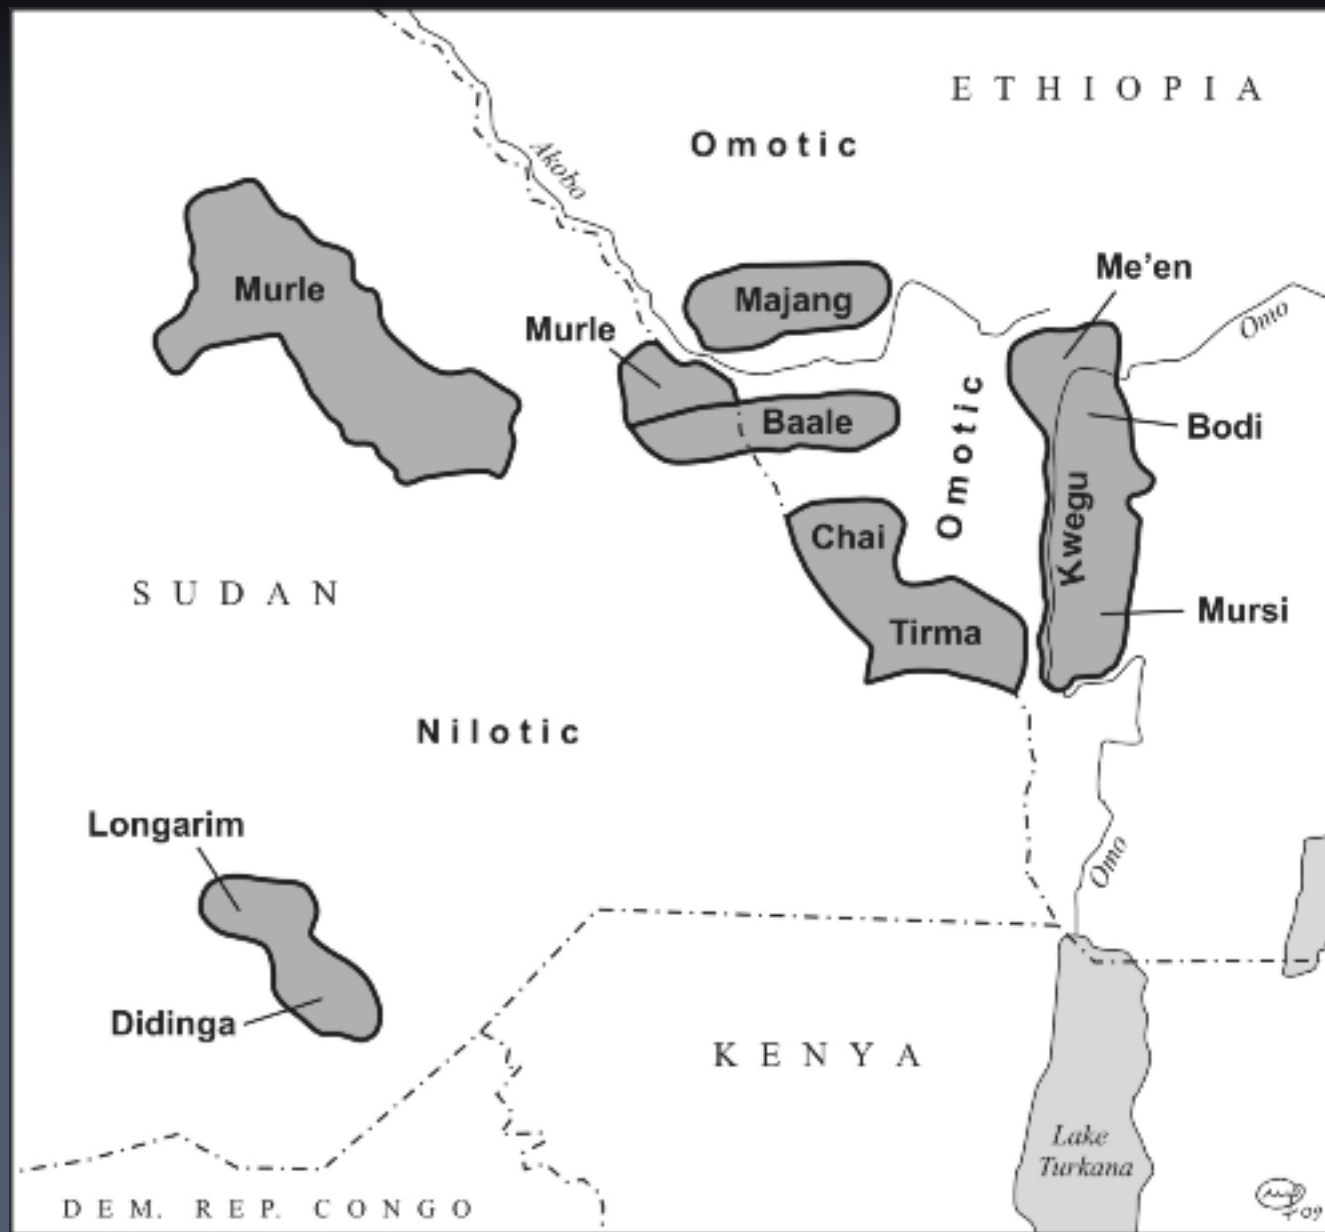 ETHIOPIA
Omotic
Akobo
Me'en
Murle
Majang
Omo
Murle
Omotic
Baale
Bodi
Kwegu
Chai
SUDAN
Mursi
Tirma
Nilotic
Longarim
Omo
Didinga
KENYA
Lake
Turkana
DEM. REP. CONGO
09